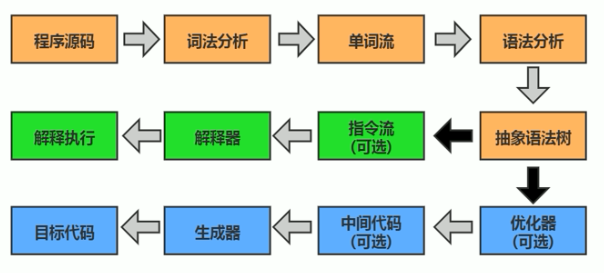 程序源码
词法分析
单词流
语法分析
解释执行
解释器
指令流
(可选)
抽象语法树
目标代码
生成器
中间代码
(可选)
优化器
(可选)